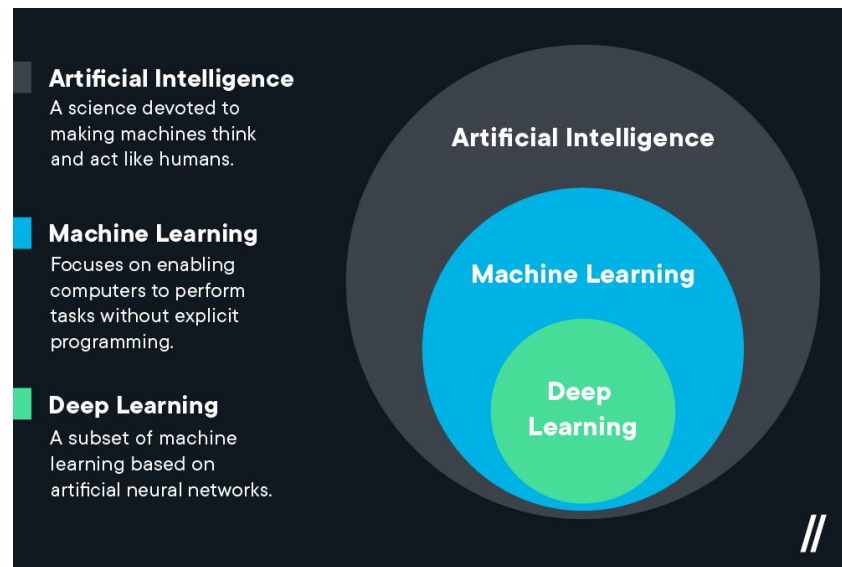 Artificial Intelligence
A science devoted to
making machines think
and act like humans.
Machine Learning
Focuses on enabling
computers to perform
tasks without explicit
programming.
Deep Learning
A subset of machine
learning based on
artificial neural networks.
Artificial Intelligence
Machine Learning
Deep
Learning
//